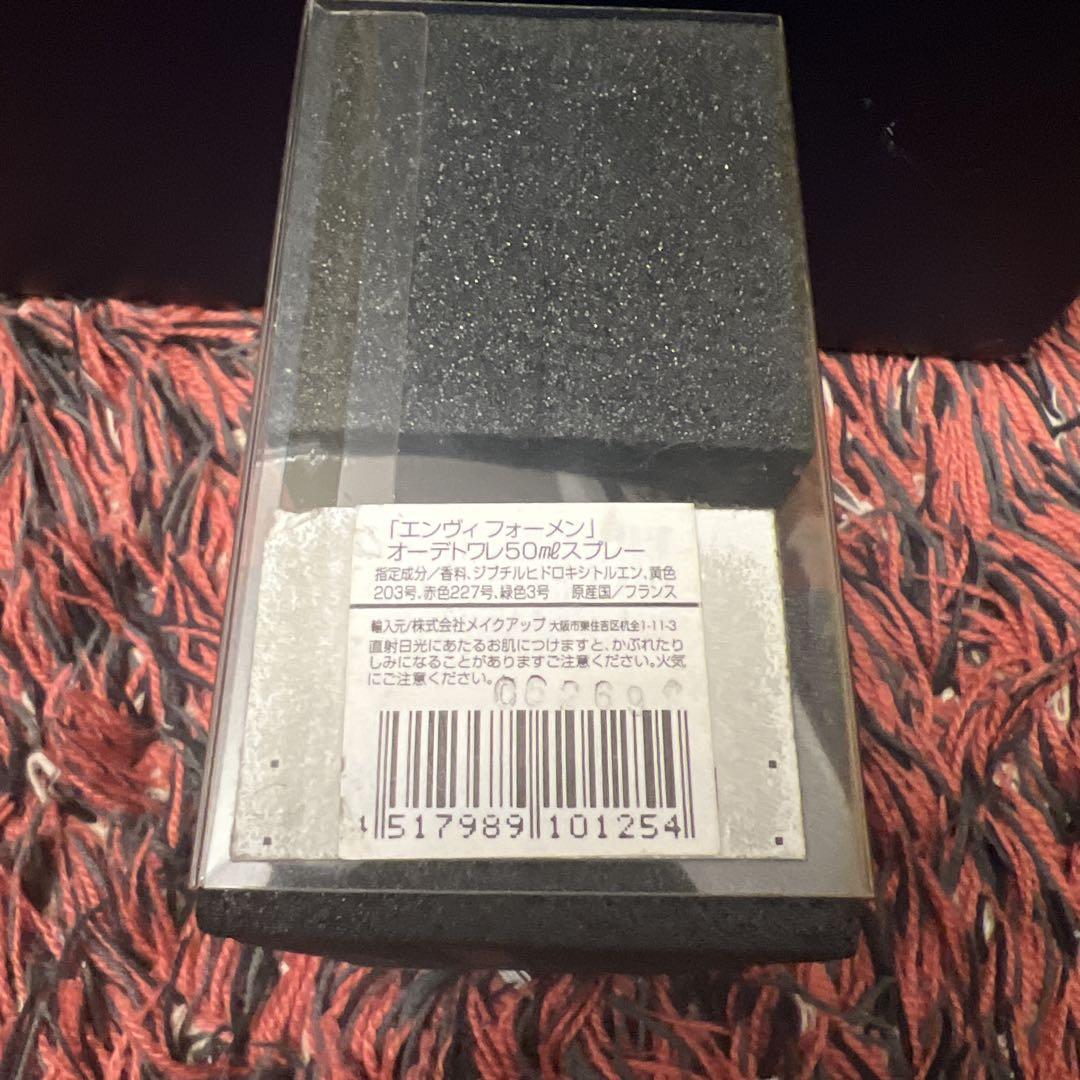 「エンヴィ フォーメン」
オーデトワレ50㎖スプレー
指定成分／香料、ジブチルヒドロキシトルエン、黄色
203号、赤色227号、緑色3号 原産国／フランス
輸入元/株式会社メイクアップ 大阪市東住吉区杭全1-11-3
直射日光にあたるお肌につけますと、かぶれたり
しみになることがありますご注意ください。火気
にご注意ください。
4 517989 101254